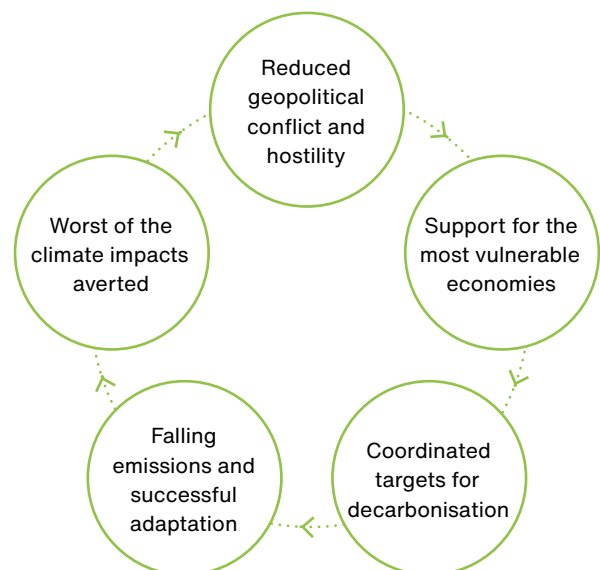 Reduced
geopolitical
conflict and
hostility
Support for the
most vulnerable
economies
Coordinated
targets for
decarbonisation
Falling
emissions and
successful
adaptation
Worst of the
climate impacts
averted